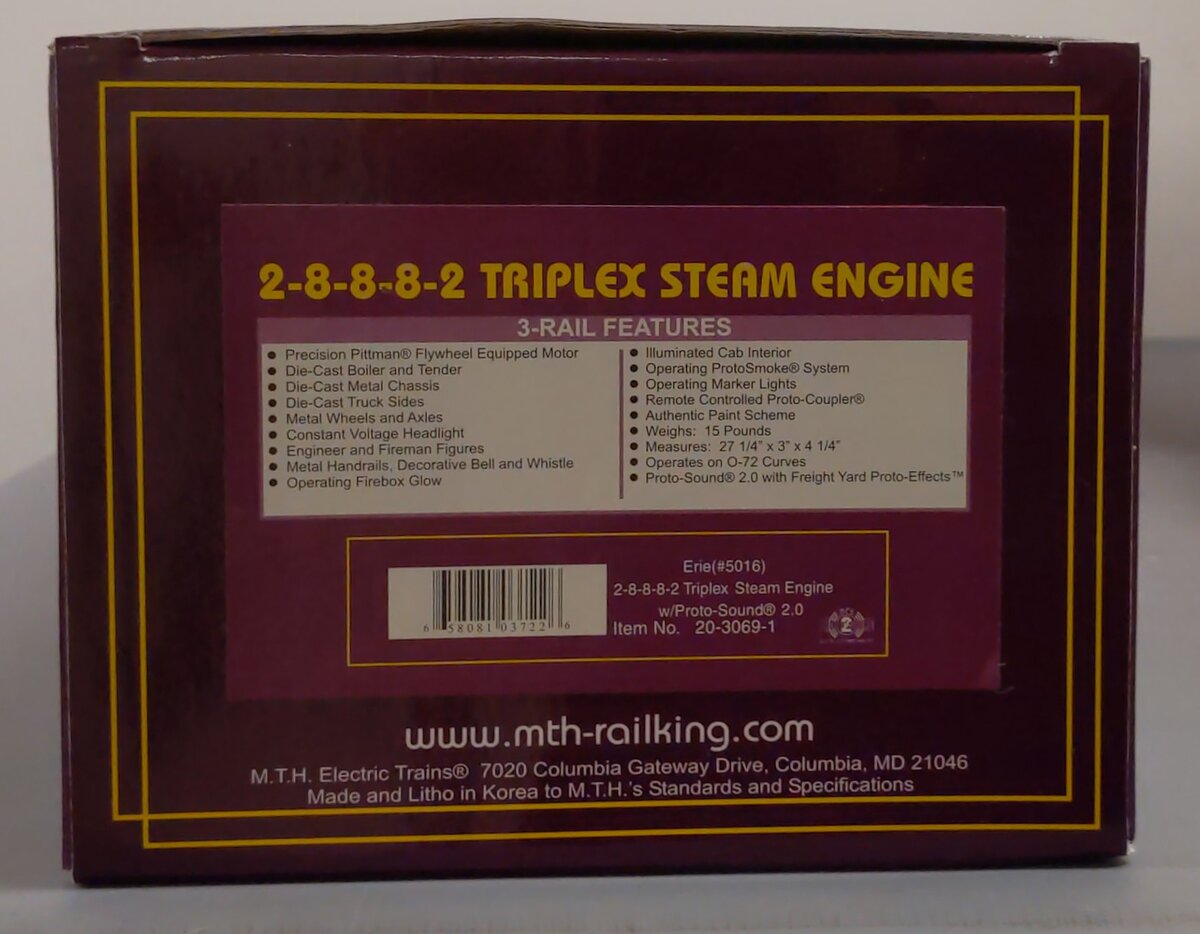 2-8-8-8-2 TRIPLEX STEAM ENGINE
3-RAIL FEATURES
● Precision Pittman® Flywheel Equipped Motor
● Die-Cast Boiler and Tender
● Die-Cast Metal Chassis
● Die-Cast Truck Sides
● Metal Wheels and Axles
● Constant Voltage Headlight
● Engineer and Fireman Figures
● Metal Handrails, Decorative Bell and Whistle
● Operating Firebox Glow
● Illuminated Cab Interior
● Operating ProtoSmoke® System
● Operating Marker Lights
● Remote Controlled Proto-Coupler®
● Authentic Paint Scheme
● Weighs: 15 Pounds
● Measures: 27 1/4" x 3" x 4 1/4"
● Operates on O-72 Curves
● Proto-Sound® 2.0 with Freight Yard Proto-Effects™
6 58081 03722 6
Erie(#5016)
2-8-8-8-2 Triplex Steam Engine
w/Proto-Sound® 2.0
Item No. 20-3069-1
www.mth-railking.com
M.T.H. Electric Trains® 7020 Columbia Gateway Drive, Columbia, MD 21046
Made and Litho in Korea to M.T.H.'s Standards and Specifications